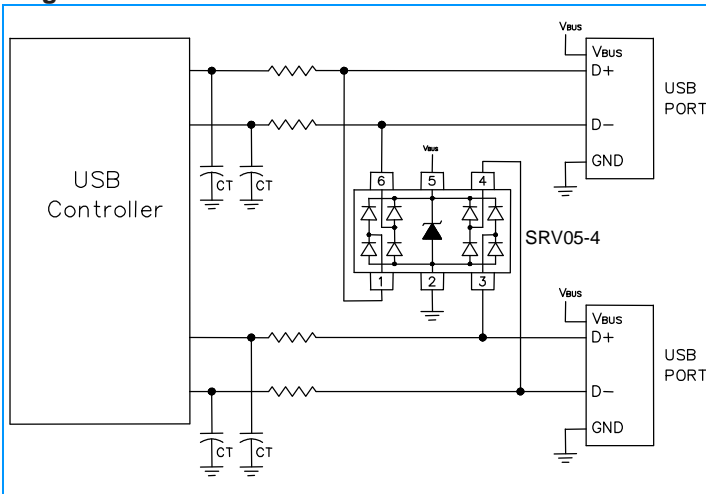 VBUS
VBUS
D+
USB
PORT
D−
GND
CT
CT
USB
Controller
VBUS
6
5
4
SRV05-4
1
2
3
VBUS
VBUS
D+
USB
PORT
D−
GND
CT
CT